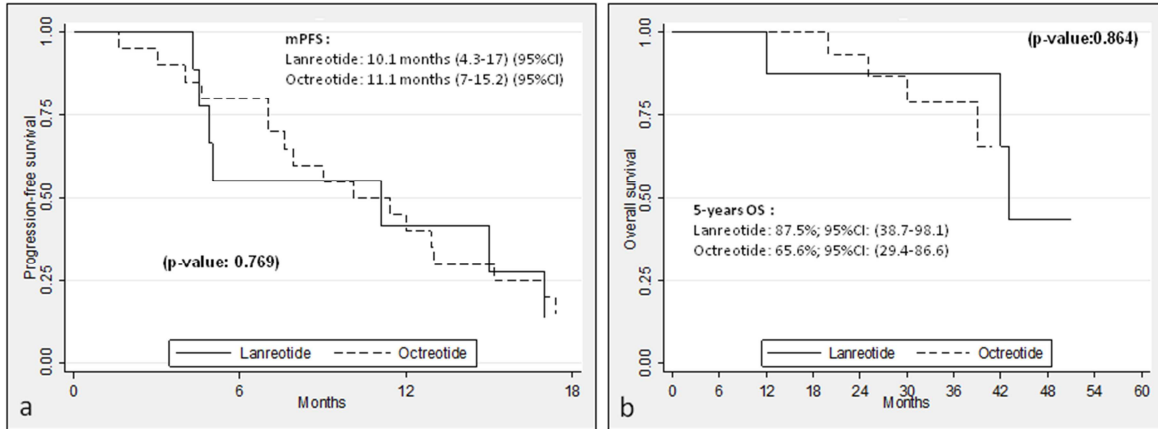 mPFS :
Lanreotide: 10.1 months (4.3-17) (95%CI)
Octreotide: 11.1 months (7-15.2) (95%CI)
Progression-free survival
1.00
0.75
0.50
0.25
0.00
(p-value: 0.769)
Lanreotide
Octreotide
0
6
12
18
Months
a
(p-value:0.864)
Overall survival
1.00
0.75
0.50
0.25
0.00
5-years OS :
Lanreotide: 87.5%; 95%CI: (38.7-98.1)
Octreotide: 65.6%; 95%CI: (29.4-86.6)
Lanreotide
Octreotide
0
12
18
24
30
36
42
48
54
60
Months
b